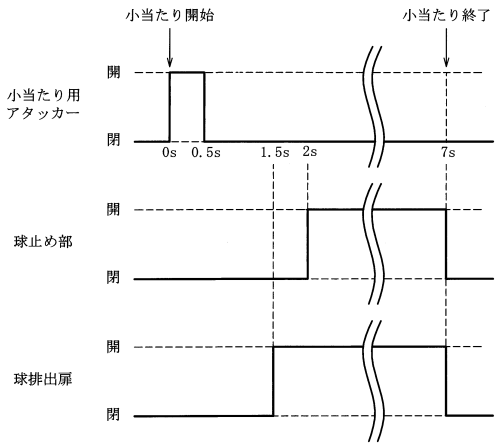 小当たり開始
小当たり終了
小当たり用
アタッカー
開
閉
0s
0.5s
1.5s
2s
7s
球止め部
開
閉
球排出扉
開
閉